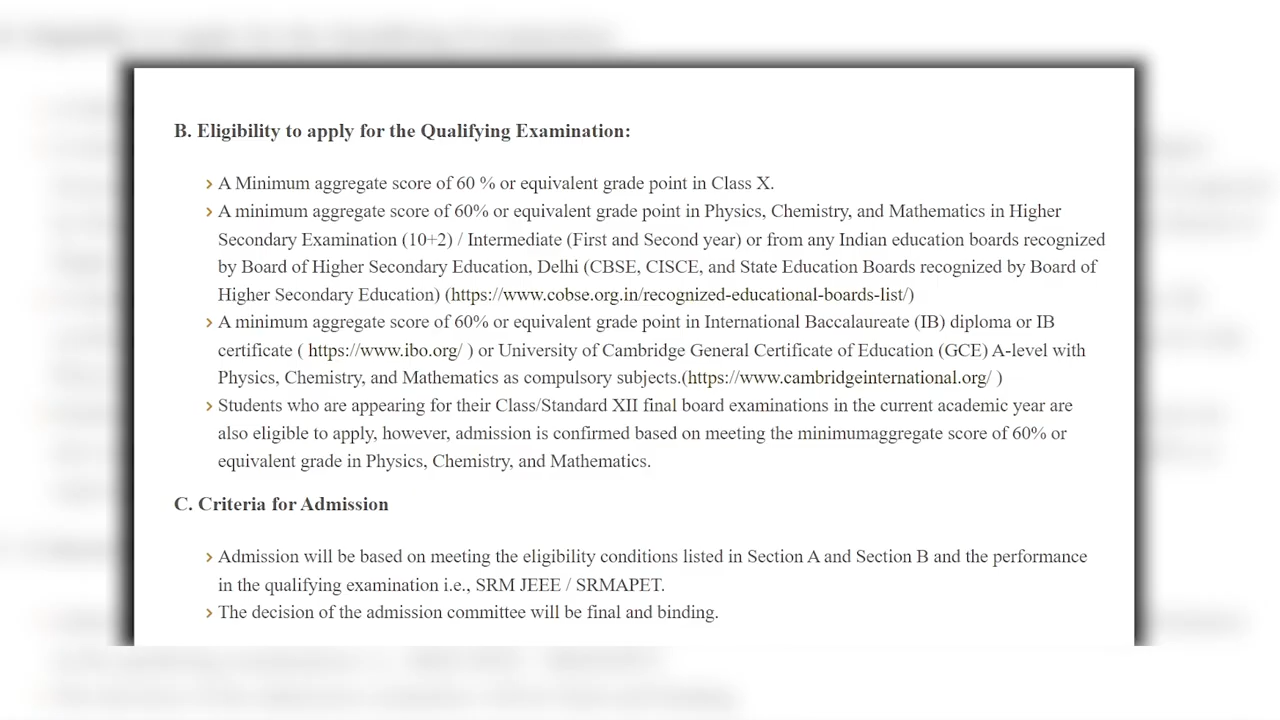 B. Eligibility to apply for the Qualifying Examination:
› A Minimum aggregate score of 60 % or equivalent grade point in Class X.
› A minimum aggregate score of 60% or equivalent grade point in Physics, Chemistry, and Mathematics in Higher
Secondary Examination (10+2) / Intermediate (First and Second year) or from any Indian education boards recognized
by Board of Higher Secondary Education, Delhi (CBSE, CISCE, and State Education Boards recognized by Board of
Higher Secondary Education) (https://www.cobse.org.in/recognized-educational-boards-list/)
› A minimum aggregate score of 60% or equivalent grade point in International Baccalaureate (IB) diploma or IB
certificate ( https://www.ibo.org/ ) or University of Cambridge General Certificate of Education (GCE) A-level with
Physics, Chemistry, and Mathematics as compulsory subjects.(https://www.cambridgeinternational.org/ )
› Students who are appearing for their Class/Standard XII final board examinations in the current academic year are
also eligible to apply, however, admission is confirmed based on meeting the minimumaggregate score of 60% or
equivalent grade in Physics, Chemistry, and Mathematics.
C. Criteria for Admission
› Admission will be based on meeting the eligibility conditions listed in Section A and Section B and the performance
in the qualifying examination i.e., SRM JEEE / SRMAPET.
› The decision of the admission committee will be final and binding.